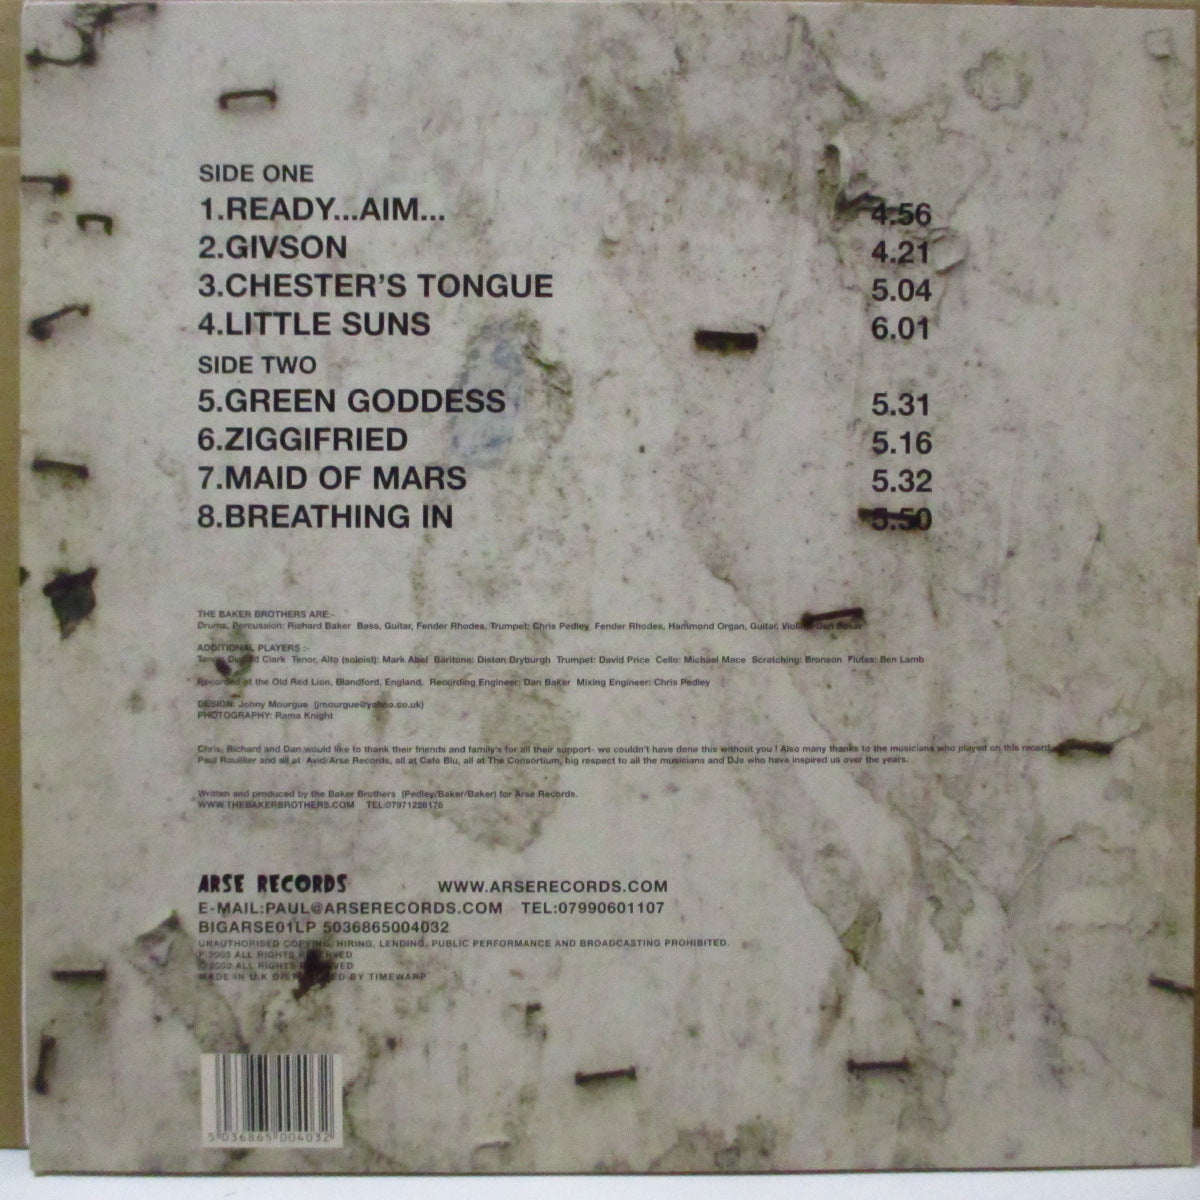 SIDE ONE
1.READY...AIM... 4.56
2.GIVSON 4.21
3.CHESTER'S TONGUE 5.04
4.LITTLE SUNS 6.01
SIDE TWO
5.GREEN GODDESS 5.31
6.ZIGGIFRIED 5.16
7.MAID OF MARS 5.32
8.BREATHING IN 5.50
THE BAKER BROTHERS ARE:-
Drums, Percussion: Richard Baker Bass, Guitar, Fender Rhodes, Trumpet: Chris Pedley, Fender Rhodes, Hammond Organ, Guitar, Violin: Dan Baker
ADDITIONAL PLAYERS :-
Tenor: Clark Tenor, Alto (soloist): Mark Abel Baritone: Diston Dryburgh Trumpet: David Price Cello: Michael Mace Scratching: Bronson Flutes: Ben Lamb
Recorded at the Old Red Lion, Blandford, England. Recording Engineer: Dan Baker Mixing Engineer: Chris Pedley
DESIGN: Johny Mourgue (jmourgue@yahoo.co.uk)
PHOTOGRAPHY: Rama Knight
Chris, Richard and Dan would like to thank their friends and family's for all their support- we couldn't have done this without you ! Also many thanks to the musicians who played on this record,
Paul Rouillier and all at Avid/Arse Records, all at Cafe Blu, all at The Consortium, big respect to all the musicians and DJs who have inspired us over the years.
Written and produced by the Baker Brothers (Pedley/Baker/Baker) for Arse Records.
WWW.THEBAKERBROTHERS.COM TEL:07971226176
ARSE RECORDS WWW.ARSERECORDS.COM
E-MAIL:PAUL@ARSERECORDS.COM TEL:07990601107
BIGARSE01LP 5036865004032
UNAUTHORISED COPYING, HIRING, LENDING, PUBLIC PERFORMANCE AND BROADCASTING PROHIBITED.
P 2003 ALL RIGHTS RESERVED
© 2003 ALL RIGHTS RESERVED
MADE IN U.K DISTRIBUTED BY TIMEWARP
5 036865 004032